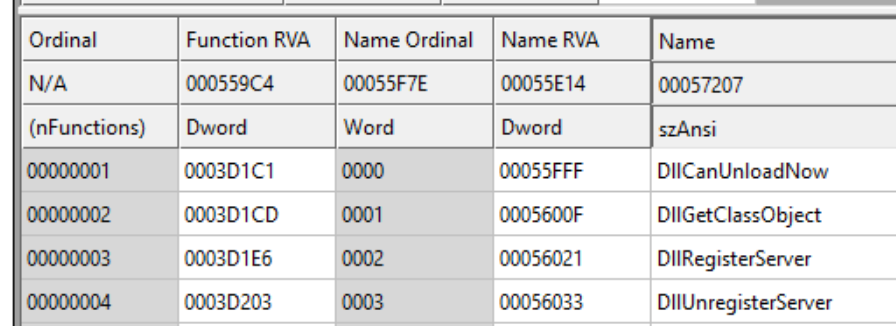 Ordinal Function RVA Name Ordinal Name RVA Name
N/A 000559C4 00055F7E 00055E14 00057207
(nFunctions) Dword Word Dword szAnsi
00000001 0003D1C1 0000 00055FFF DllCanUnloadNow
00000002 0003D1CD 0001 0005600F DllGetClassObject
00000003 0003D1E6 0002 00056021 DllRegisterServer
00000004 0003D203 0003 00056033 DllUnregisterServer